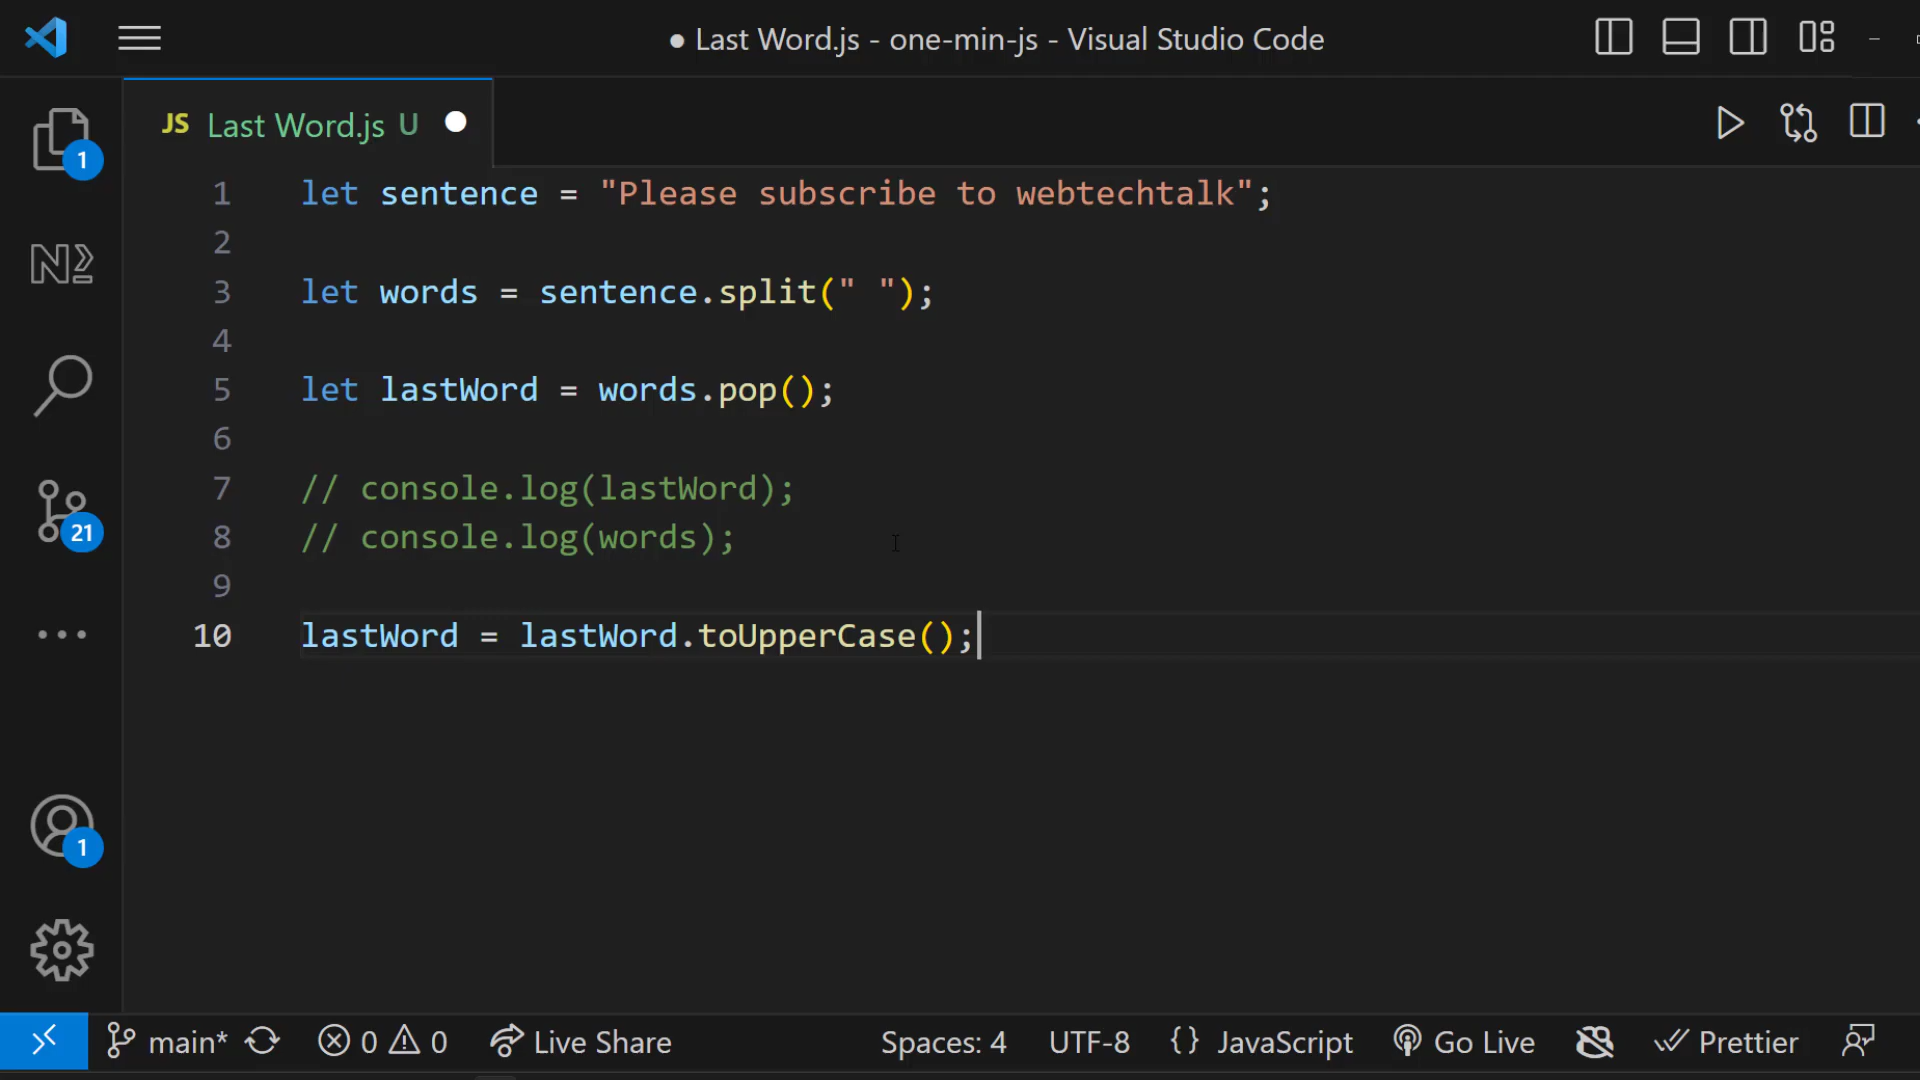 ● Last Word.js - one-min-js - Visual Studio Code
JS Last Word.js U
1
1 let sentence = "Please subscribe to webtechtalk";
2
3 let words = sentence.split(" ");
4
5 let lastWord = words.pop();
6
7 // console.log(lastWord);
8 // console.log(words);
21
9
10 lastWord = lastWord.toUpperCase();
1
main* 0 0 Live Share Spaces: 4 UTF-8 {} JavaScript Go Live Prettier